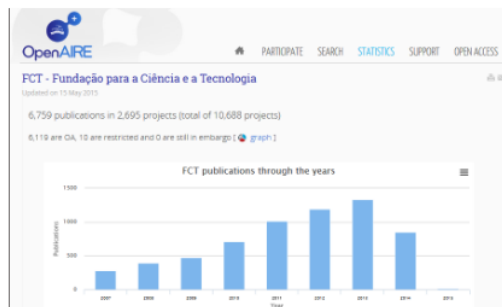 OpenAIRE
PARTICIPATE SEARCH STATISTICS SUPPORT OPEN ACCESS
FCT - Fundação para a Ciência e a Tecnologia
Updated on 15 May 2015
6,759 publications in 2,695 projects (total of 10,688 projects)
6,119 are OA, 10 are restricted and 0 are still in embargo [ graph ]
FCT publications through the years
1500
1000
500
0
Publications
2007 2008 2009 2010 2011 2012 2013 2014 2015
Year